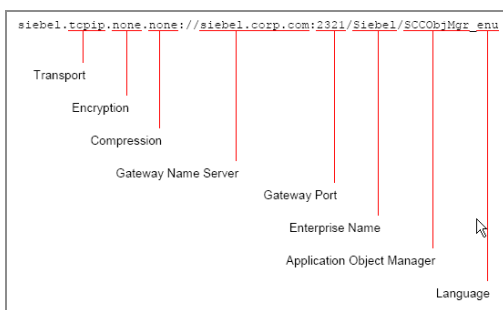 siebel.tcpip.none.none://siebel.corp.com:2321/Siebel/SCCObjMgr_enu
Transport
Encryption
Compression
Gateway Name Server
Gateway Port
Enterprise Name
Application Object Manager
Language